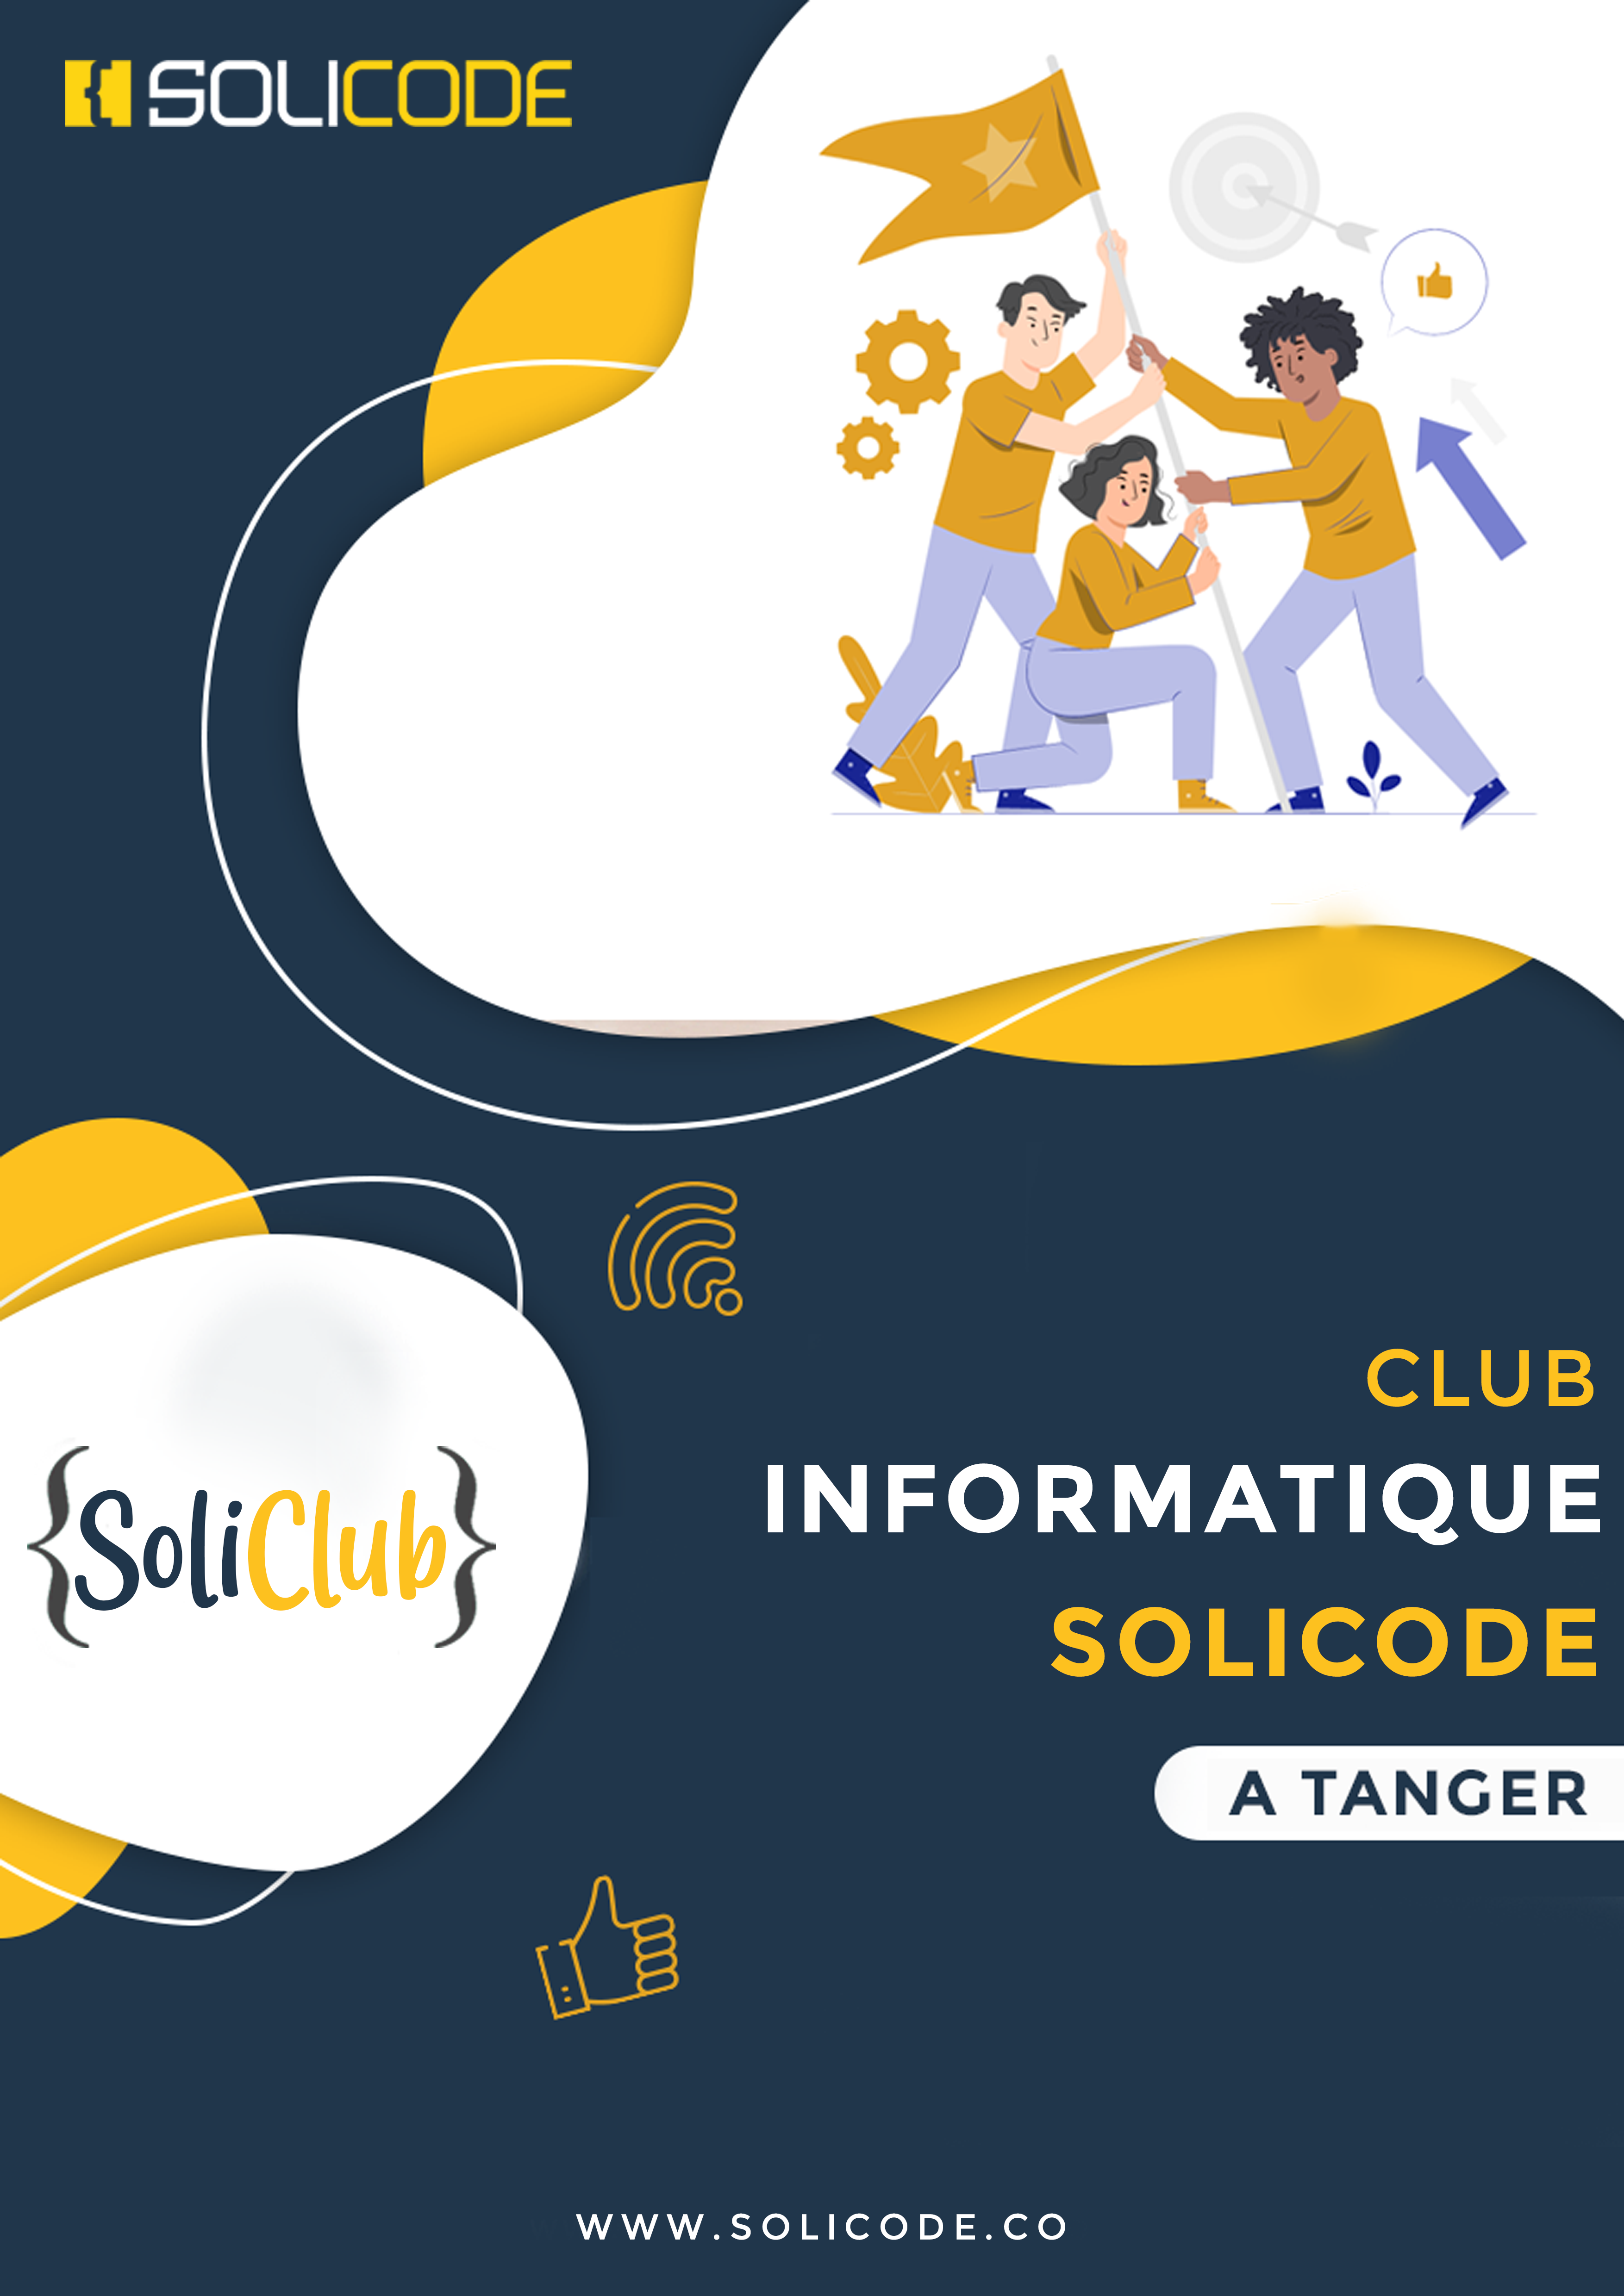 SOLICODE
CLUB
INFORMATIQUE
SOLICODE
{SoliClub}
A TANGER
WWW.SOLICODE.CO